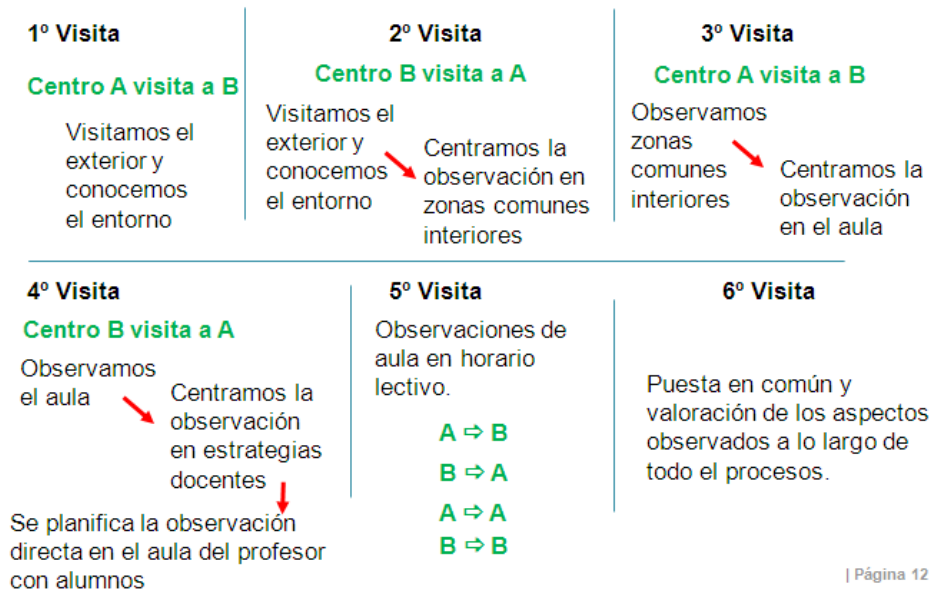 1º Visita
Centro A visita a B
Visitamos el
exterior y
conocemos
el entorno
2º Visita
Centro B visita a A
Visitamos el
exterior y
conocemos
el entorno
Centramos la
observación en
zonas comunes
interiores
3º Visita
Centro A visita a B
Observamos
zonas
comunes
interiores
Centramos la
observación
en el aula
4º Visita
Centro B visita a A
Observamos
el aula
Centramos la
observación
en estrategias
docentes
Se planifica la observación
directa en el aula del profesor
con alumnos
5º Visita
Observaciones de
aula en horario
lectivo.
A ⇨ B
B ⇨ A
A ⇨ A
B ⇨ B
6º Visita
Puesta en común y
valoración de los aspectos
observados a lo largo de
todo el procesos.
| Página 12